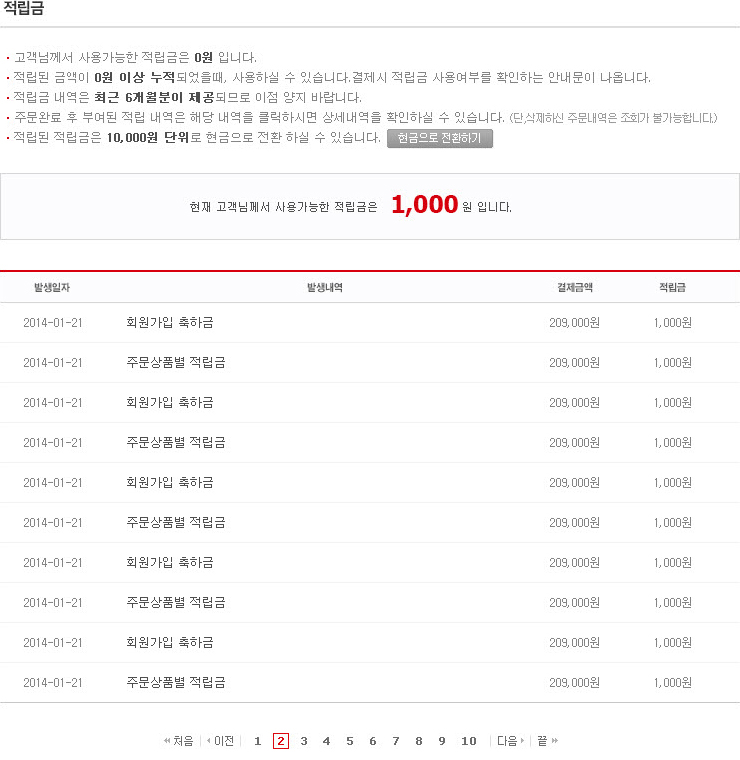 적립금
고객님께서 사용가능한 적립금은 0원 입니다.
적립된 금액이 0원 이상 누적되었을때, 사용하실 수 있습니다.결제시 적립금 사용여부를 확인하는 안내문이 나옵니다.
적립금 내역은 최근 6개월분이 제공되므로 이점 양지 바랍니다.
주문완료 후 부여된 적립 내역은 해당 내역을 클릭하시면 상세내역을 확인하실 수 있습니다. (단,삭제하신 주문내역은 조회가 불가능합니다.)
적립된 적립금은 10,000원 단위로 현금으로 전환 하실 수 있습니다. 현금으로 전환하기
현재 고객님께서 사용가능한 적립금은 1,000 원 입니다.
발생일자 발생내역 결제금액 적립금
2014-01-21 회원가입 축하금 209,000원 1,000원
2014-01-21 주문상품별 적립금 209,000원 1,000원
2014-01-21 회원가입 축하금 209,000원 1,000원
2014-01-21 주문상품별 적립금 209,000원 1,000원
2014-01-21 회원가입 축하금 209,000원 1,000원
2014-01-21 주문상품별 적립금 209,000원 1,000원
2014-01-21 회원가입 축하금 209,000원 1,000원
2014-01-21 주문상품별 적립금 209,000원 1,000원
2014-01-21 회원가입 축하금 209,000원 1,000원
2014-01-21 주문상품별 적립금 209,000원 1,000원
처음 이전 1 2 3 4 5 6 7 8 9 10 다음 끝